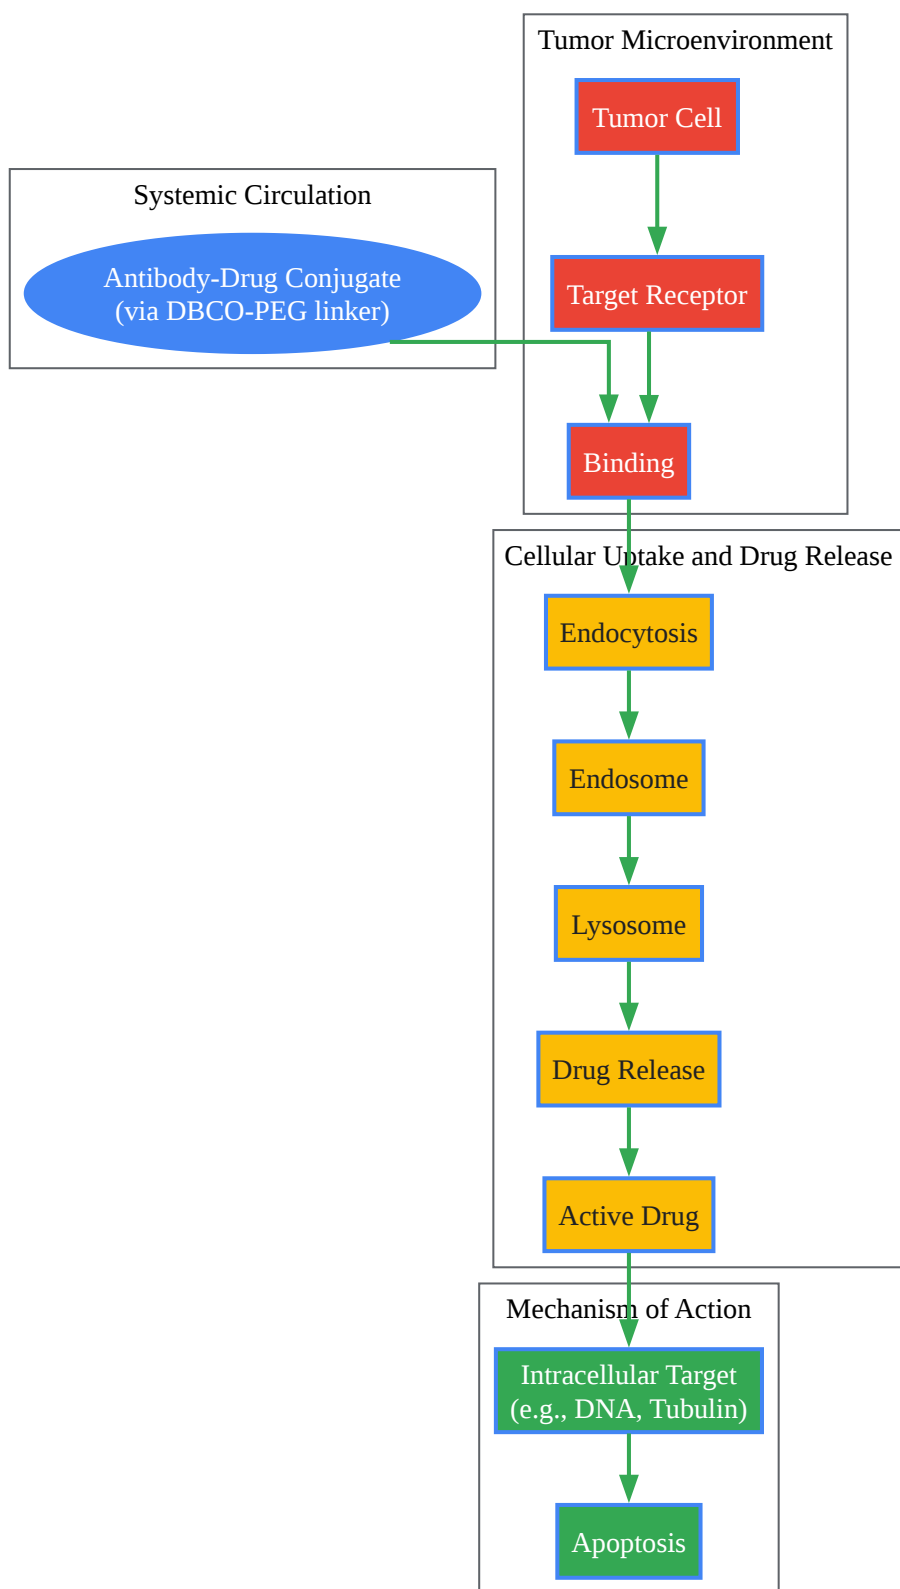 Tumor Microenvironment
Tumor Cell
Systemic Circulation
Antibody-Drug Conjugate
(via DBCO-PEG linker)
Target Receptor
Binding
Cellular Uptake and Drug Release
Endocytosis
Endosome
Lysosome
Drug Release
Active Drug
Mechanism of Action
Intracellular Target
(e.g., DNA, Tubulin)
Apoptosis